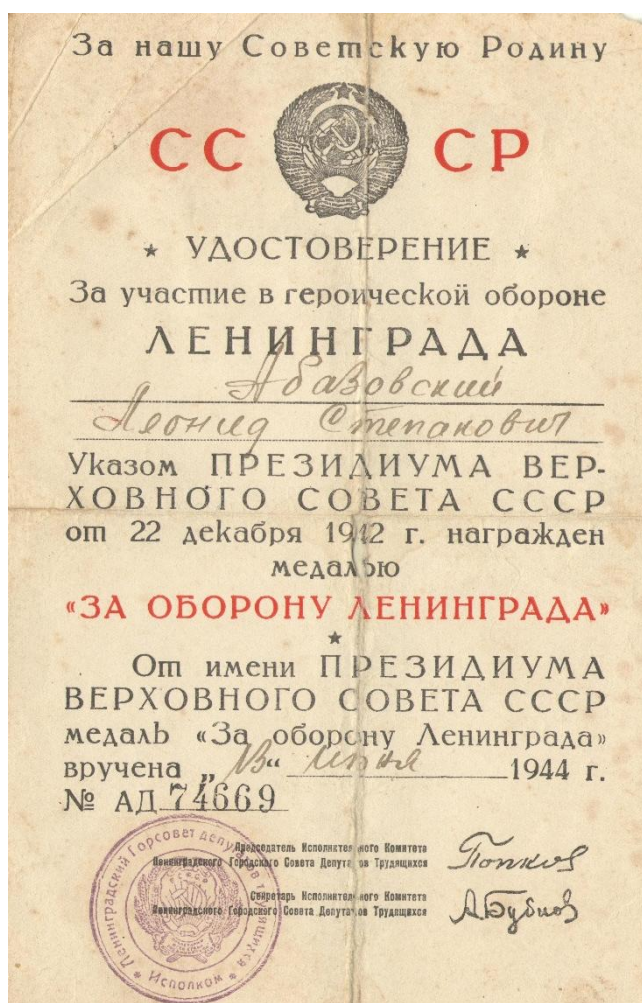 За нашу Советскую Родину
СС СР
★ УДОСТОВЕРЕНИЕ ★
За участие в героической обороне
ЛЕНИНГРАДА
Абазовский
Леонид Степанович
Указом ПРЕЗИДИУМА ВЕР-
ХОВНОГО СОВЕТА СССР
от 22 декабря 1942 г. награжден
медалью
«ЗА ОБОРОНУ ЛЕНИНГРАДА»
★
От имени ПРЕЗИДИУМА
ВЕРХОВНОГО СОВЕТА СССР
медаль «За оборону Ленинграда»
вручена „13“ 1944 г.
№ АД 74669
Председатель Исполнительного Комитета
Ленинградского Городского Совета Депутатов Трудящихся
Попков
Секретарь Исполнительного Комитета
Ленинградского Городского Совета Депутатов Трудящихся
А.Бубнов
Ленинградский Горсовет депутатов трудящихся
★ Исполком ★